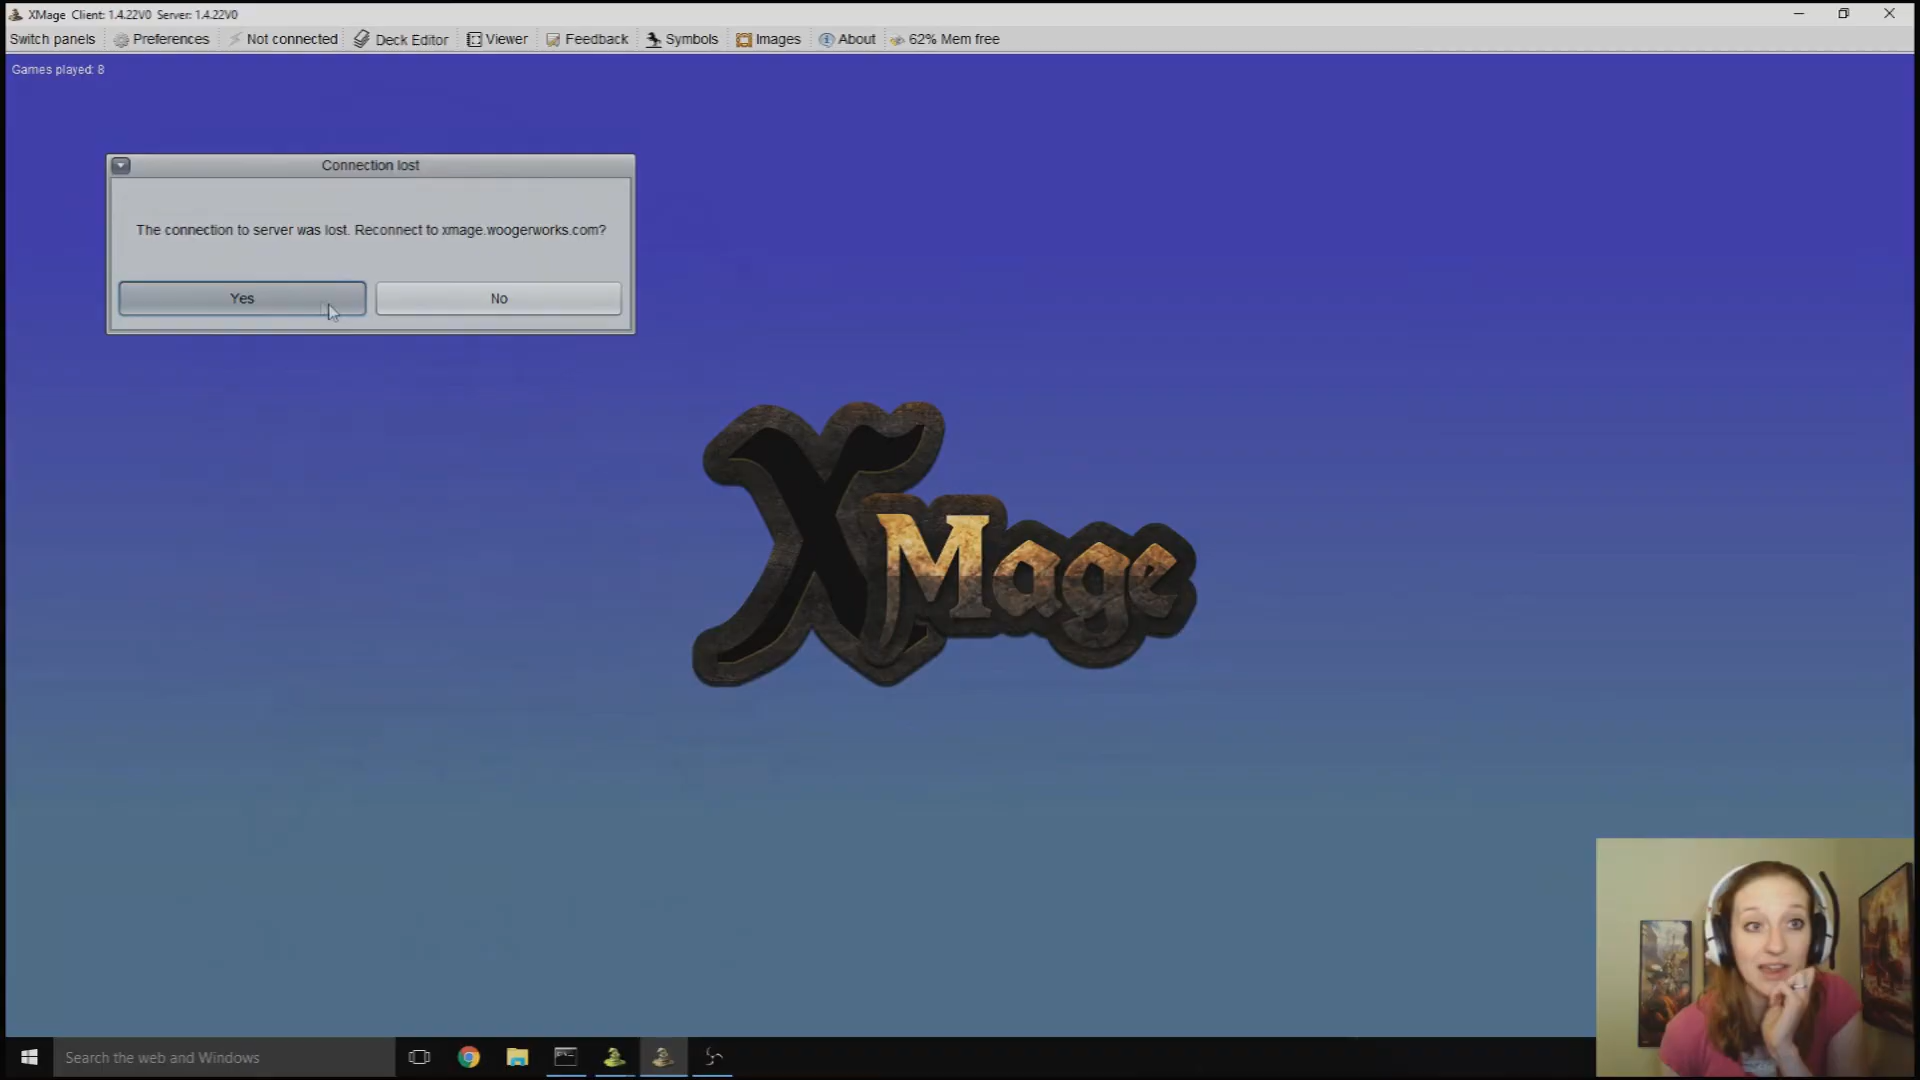 XMage Client: 1.4.22V0 Server: 1.4.22V0
Switch panels Preferences Not connected Deck Editor Viewer Feedback Symbols Images About 62% Mem free
Games played: 8
Connection lost
The connection to server was lost. Reconnect to xmage.woogerworks.com?
Yes No
XMage
Search the web and Windows